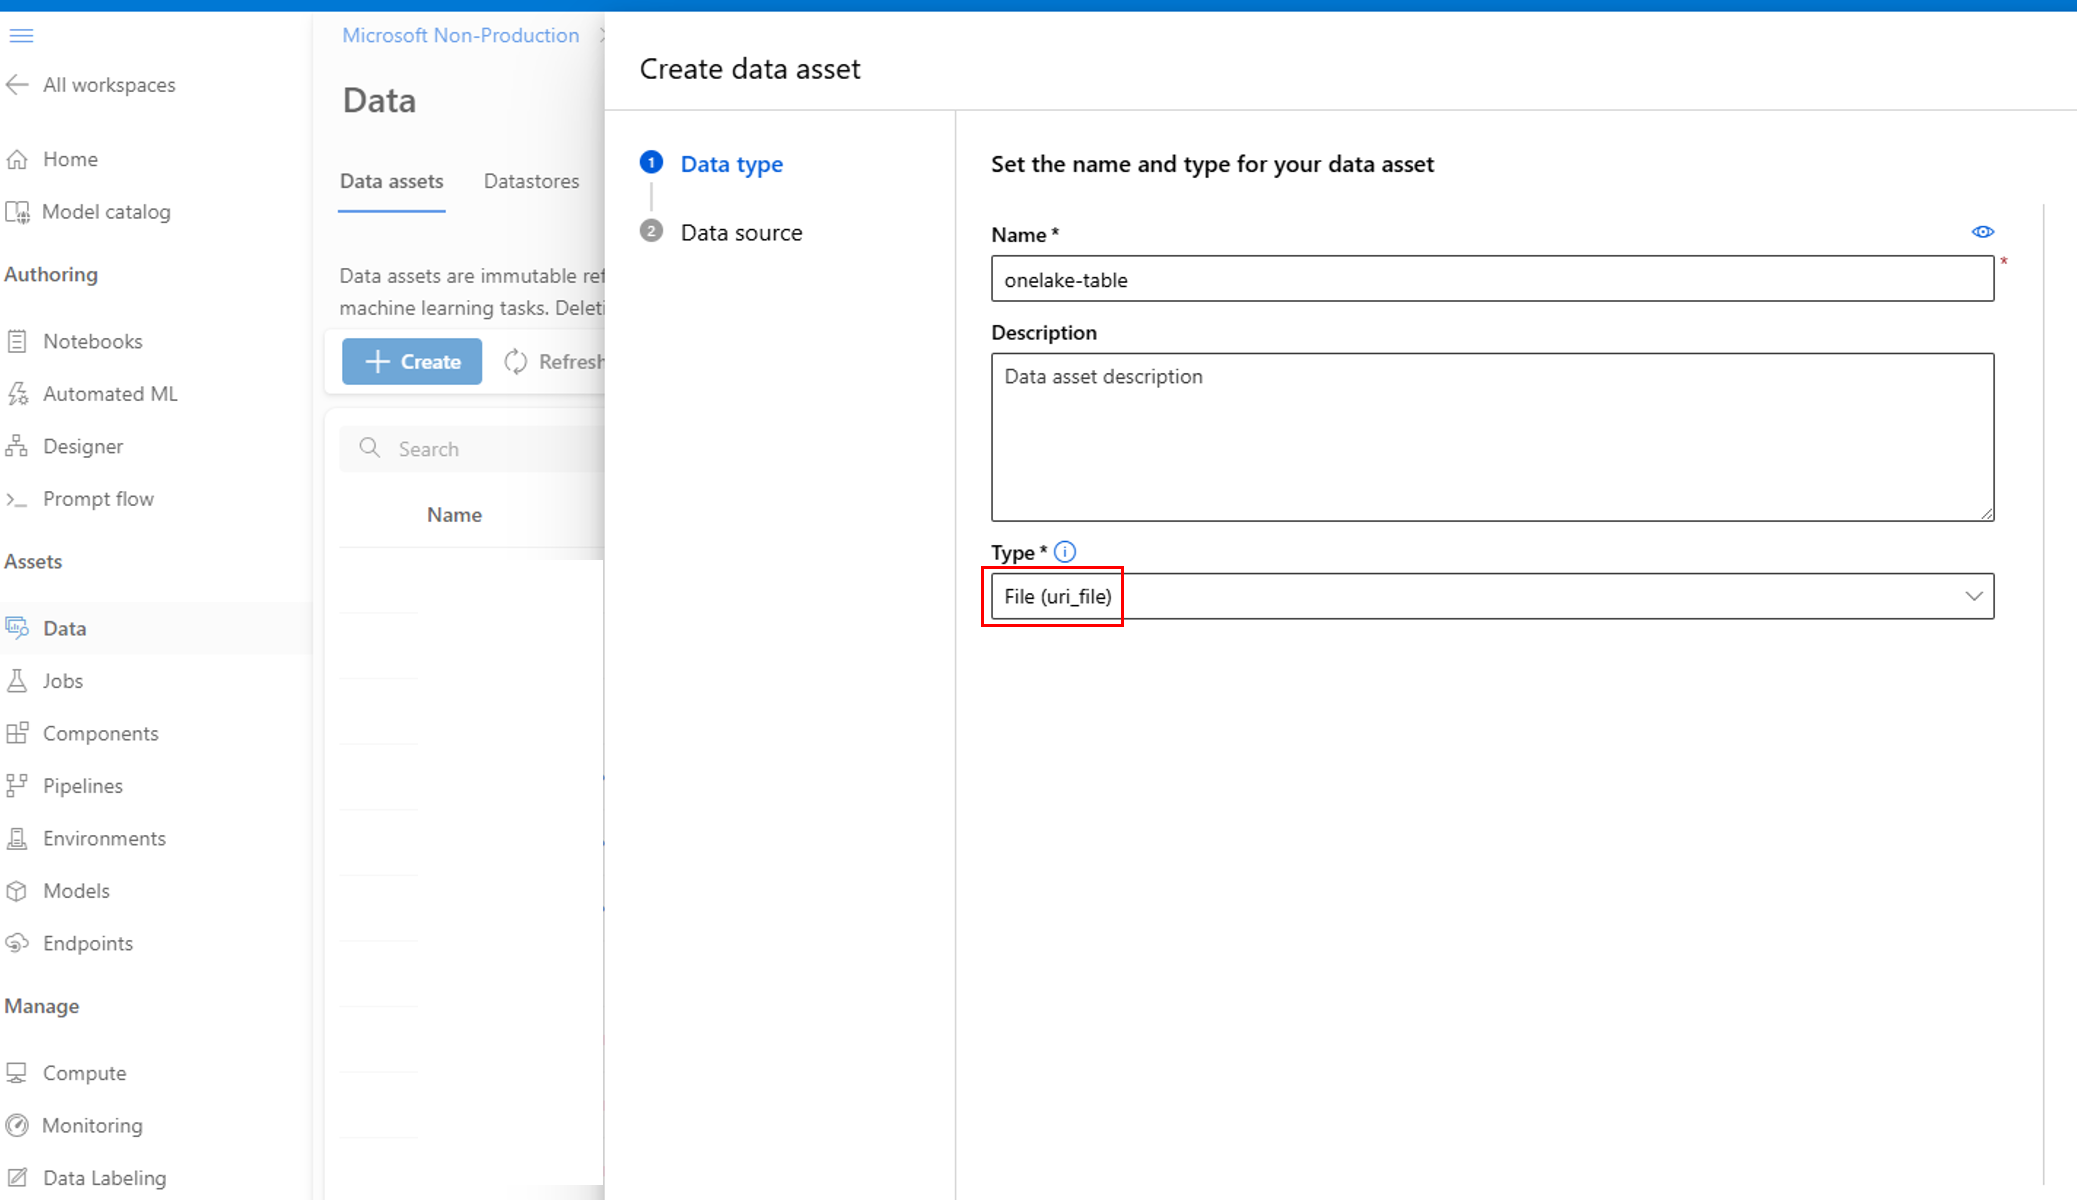 All workspaces
Home
Model catalog
Authoring
Notebooks
Automated ML
Designer
Prompt flow
Assets
Data
Jobs
Components
Pipelines
Environments
Models
Endpoints
Manage
Compute
Monitoring
Data Labeling
Microsoft Non-Production
Data
Data assets
Datastores
Data assets are immutable ref
machine learning tasks. Deleti
Create
Refresh
Search
Name
Create data asset
1 Data type
2 Data source
Set the name and type for your data asset
Name *
onelake-table
*
Description
Data asset description
Type *
File (uri_file)